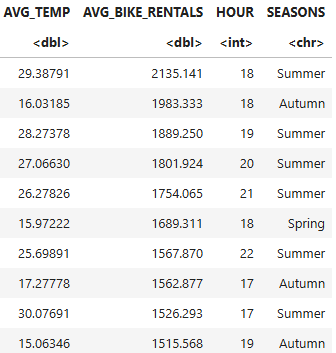 AVG_TEMP AVG_BIKE_RENTALS HOUR SEASONS
<dbl> <dbl> <int> <chr>
29.38791 2135.141 18 Summer
16.03185 1983.333 18 Autumn
28.27378 1889.250 19 Summer
27.06630 1801.924 20 Summer
26.27826 1754.065 21 Summer
15.97222 1689.311 18 Spring
25.69891 1567.870 22 Summer
17.27778 1562.877 17 Autumn
30.07691 1526.293 17 Summer
15.06346 1515.568 19 Autumn